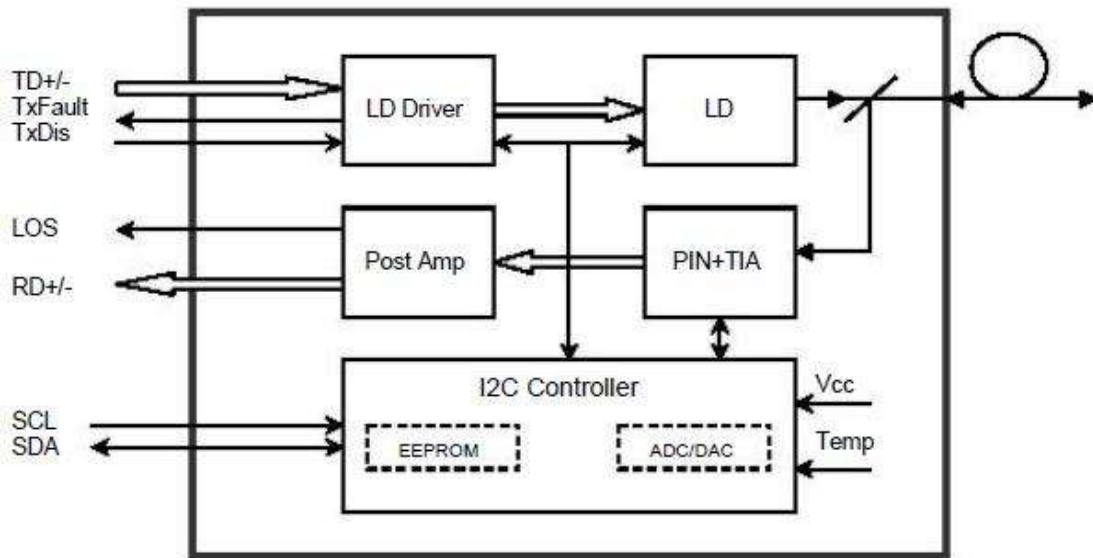 TD+/-
TxFault
TxDis
LD Driver
LD
LOS
RD+/-
Post Amp
PIN+TIA
I2C Controller
Vcc
SCL
SDA
EEPROM
ADC/DAC
Temp